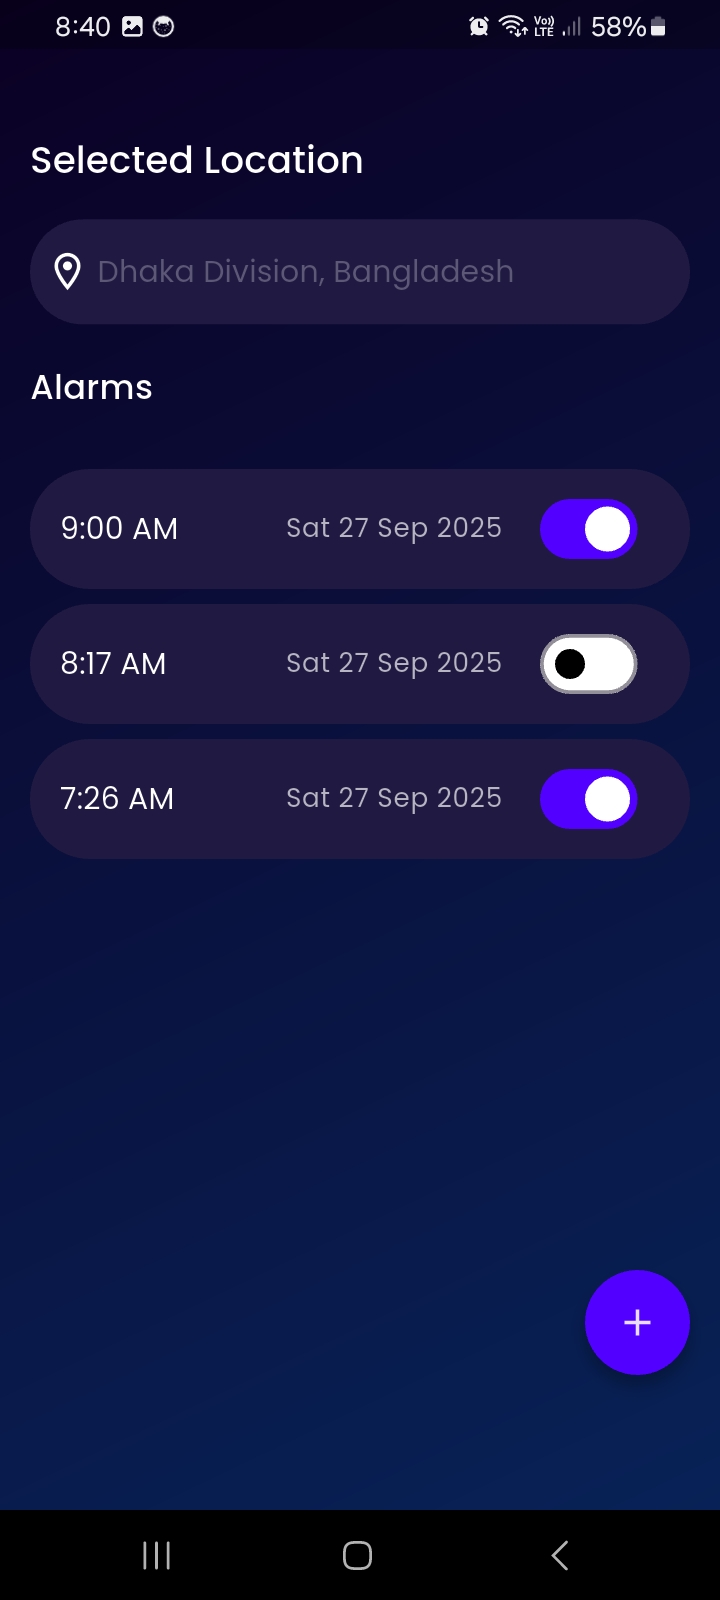 8:40 Vo)) LTE 58%
Selected Location
Dhaka Division, Bangladesh
Alarms
9:00 AM Sat 27 Sep 2025
8:17 AM Sat 27 Sep 2025
7:26 AM Sat 27 Sep 2025
+